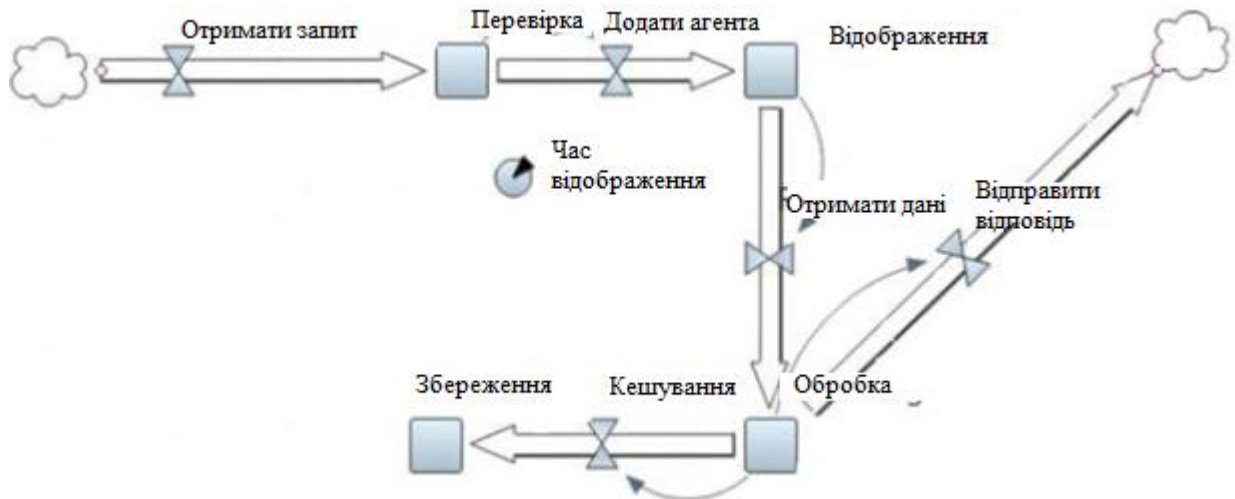 Отримати запит
Перевірка
Додати агента
Відображення
Час
відображення
Отримати дані
Відправити
відповідь
Збереження
Кешування
Обробка